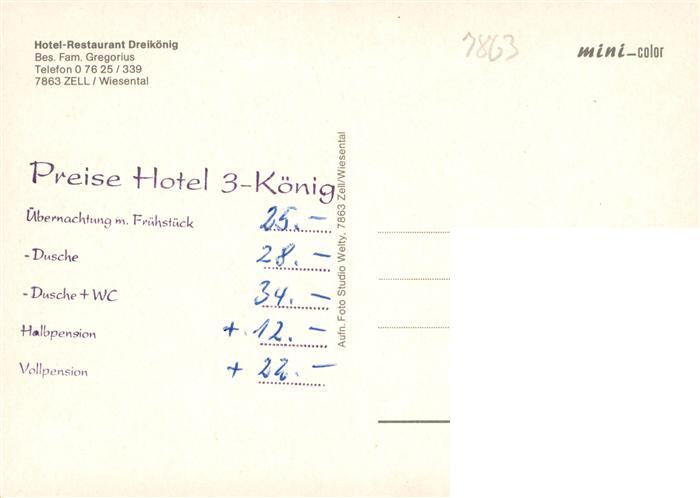 Hotel-Restaurant Dreikönig
Bes. Fam. Gregorius
Telefon 0 76 25 / 339
7863 ZELL / Wiesental
7863
mini-color
Preise Hotel 3-König
Übernachtung m. Frühstück 25.-
-Dusche 28.-
-Dusche + WC 34.-
Halbpension + 12.-
Vollpension + 22.-
Aufn. Foto Studio Welty, 7863 Zell/Wiesental